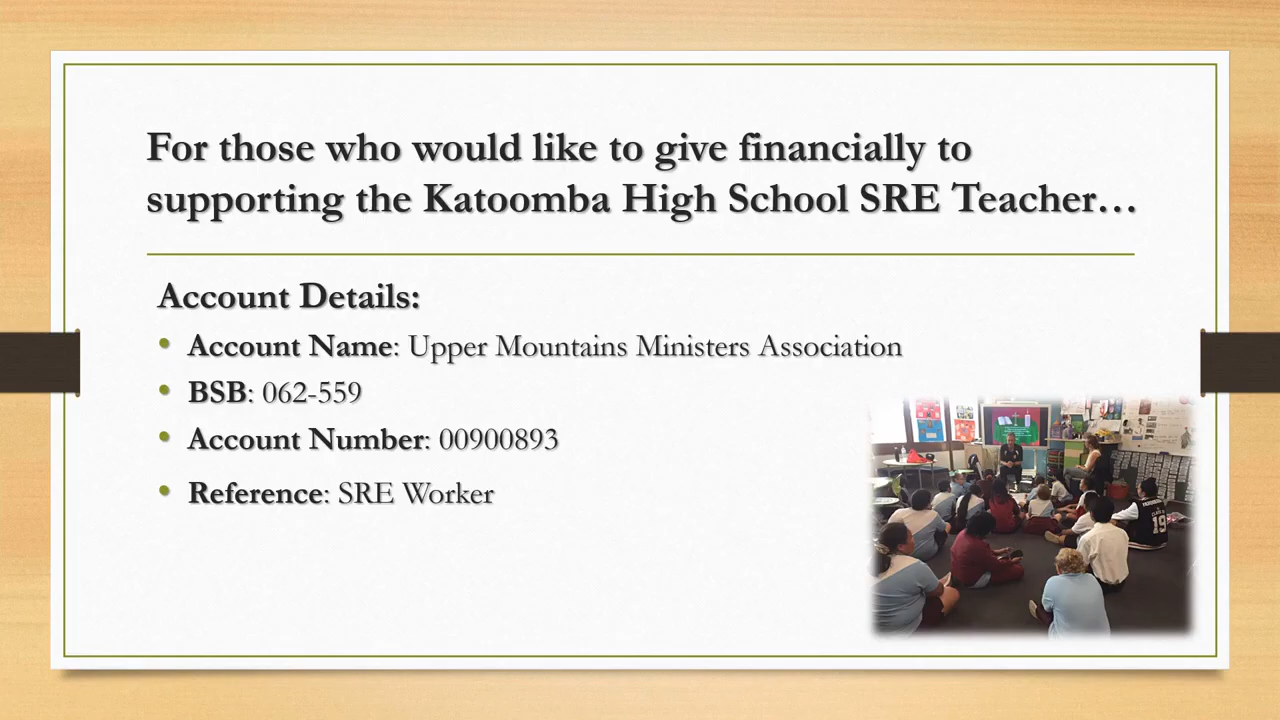 For those who would like to give financially to
supporting the Katoomba High School SRE Teacher…
Account Details:
• Account Name: Upper Mountains Ministers Association
• BSB: 062-559
• Account Number: 00900893
• Reference: SRE Worker
19